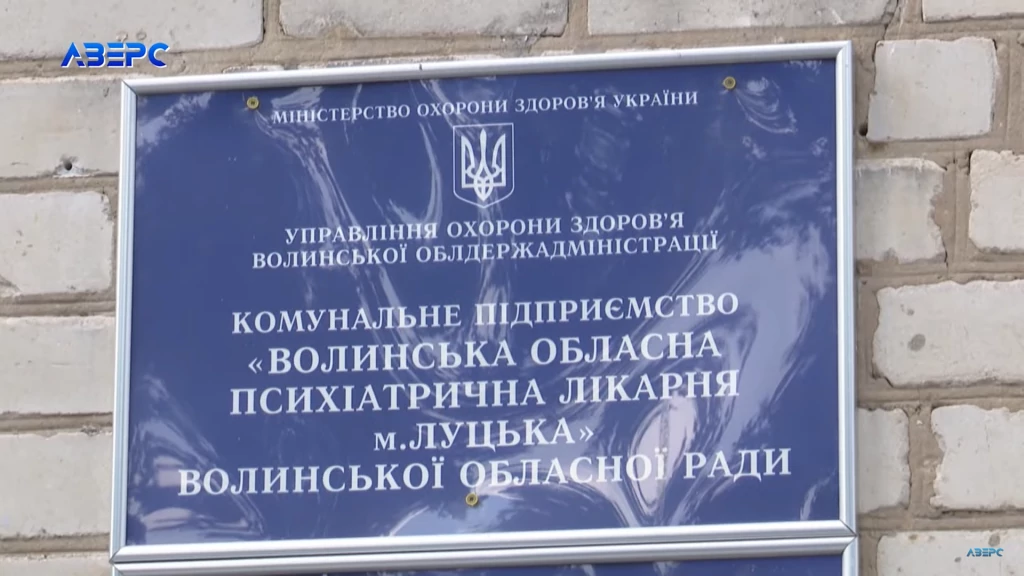 АВЕРС
МІНІСТЕРСТВО ОХОРОНИ ЗДОРОВ'Я УКРАЇНИ
УПРАВЛІННЯ ОХОРОНИ ЗДОРОВ'Я
ВОЛИНСЬКОЇ ОБЛДЕРЖАДМІНІСТРАЦІЇ
КОМУНАЛЬНЕ ПІДПРИЄМСТВО
«ВОЛИНСЬКА ОБЛАСНА
ПСИХІАТРИЧНА ЛІКАРНЯ
м.ЛУЦЬКА»
ВОЛИНСЬКОЇ ОБЛАСНОЇ РАДИ
АВЕРС